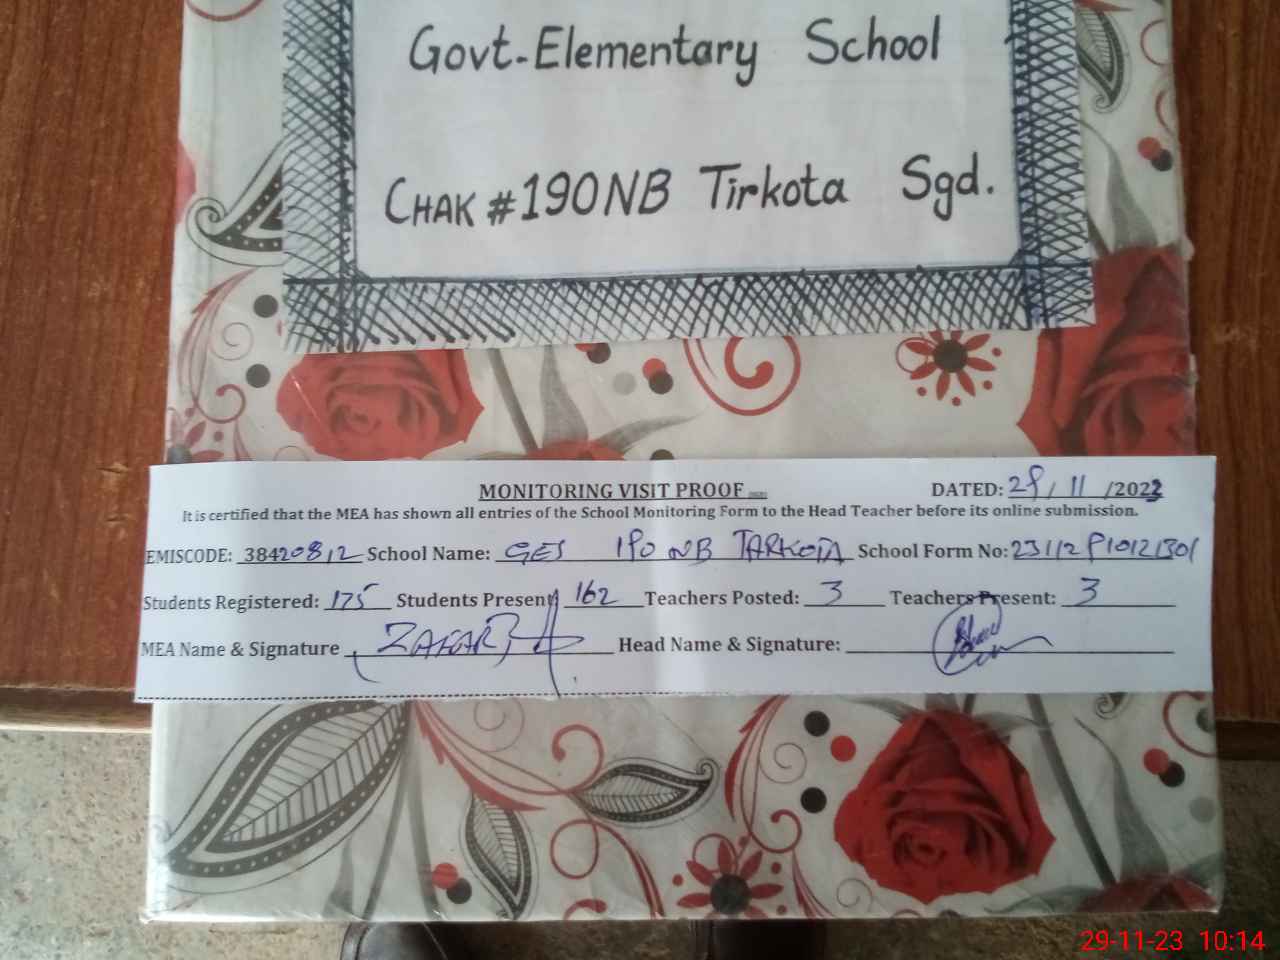 Govt-Elementary School
CHAK #190NB Tirkota Sgd.
MONITORING VISIT PROOF
DATED: 29/11/2023
It is certified that the MEA has shown all entries of the School Monitoring Form to the Head Teacher before its online submission.
EMISCODE: 38420812 School Name: GES 190 NB TARKOTA School Form No:
Students Registered: 175 Students Present 162 Teachers Posted: 3 Teachers Present: 3
MEA Name & Signature ZAFAR Head Name & Signature:
29-11-23 10:14